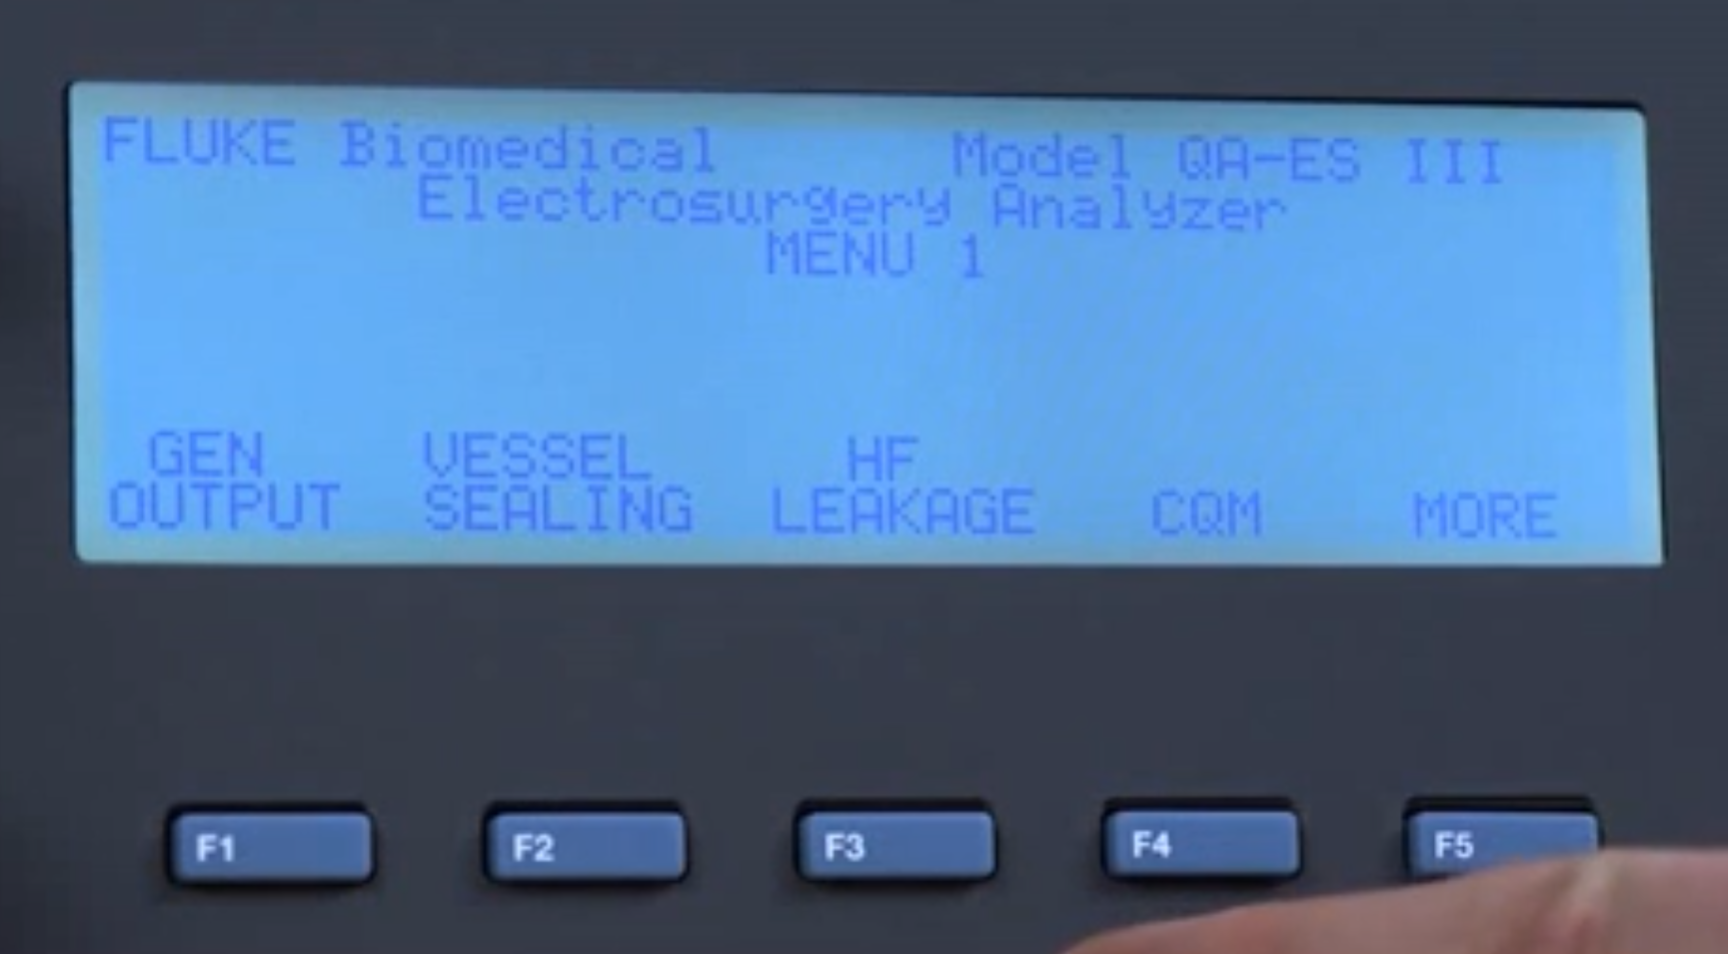 FLUKE Biomedical Model QA-ES III
Electrosurgery Analyzer
MENU 1
GEN VESSEL HF
OUTPUT SEALING LEAKAGE CQM MORE
F1 F2 F3 F4 F5